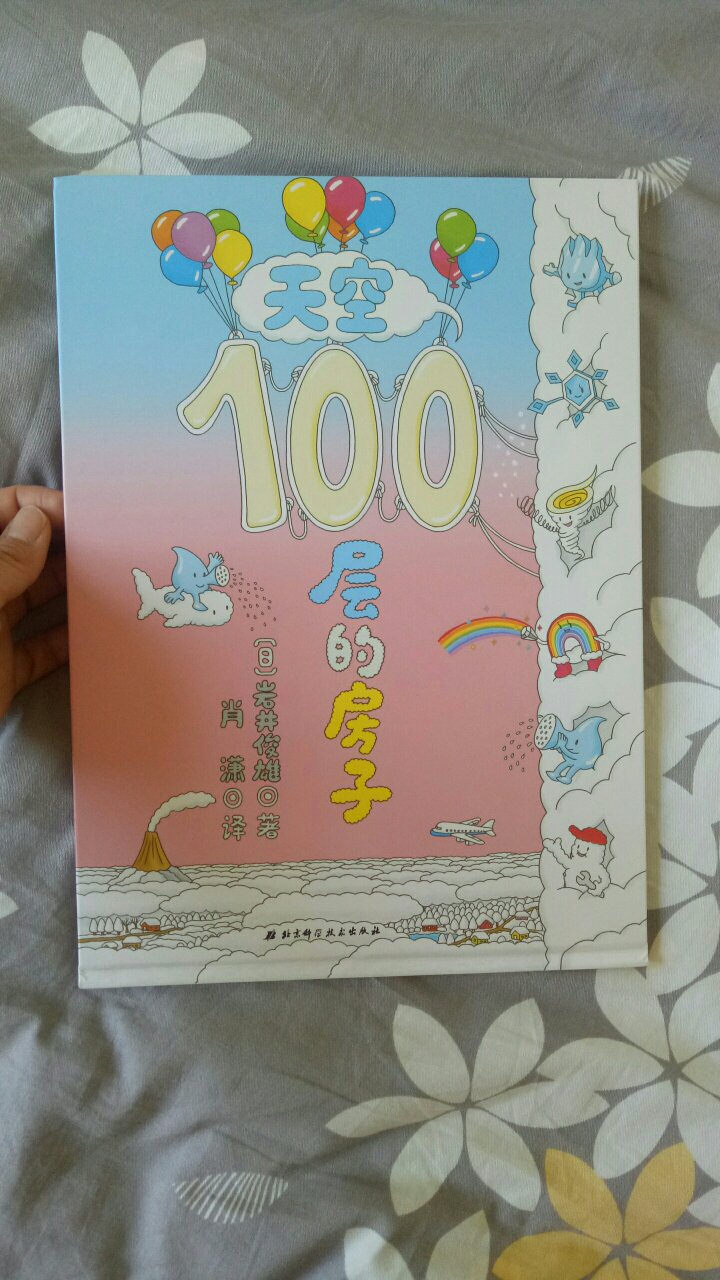 天空
100
层的房子
〔日〕岩井俊雄◎著
肖潇◎译
北京科学技术出版社